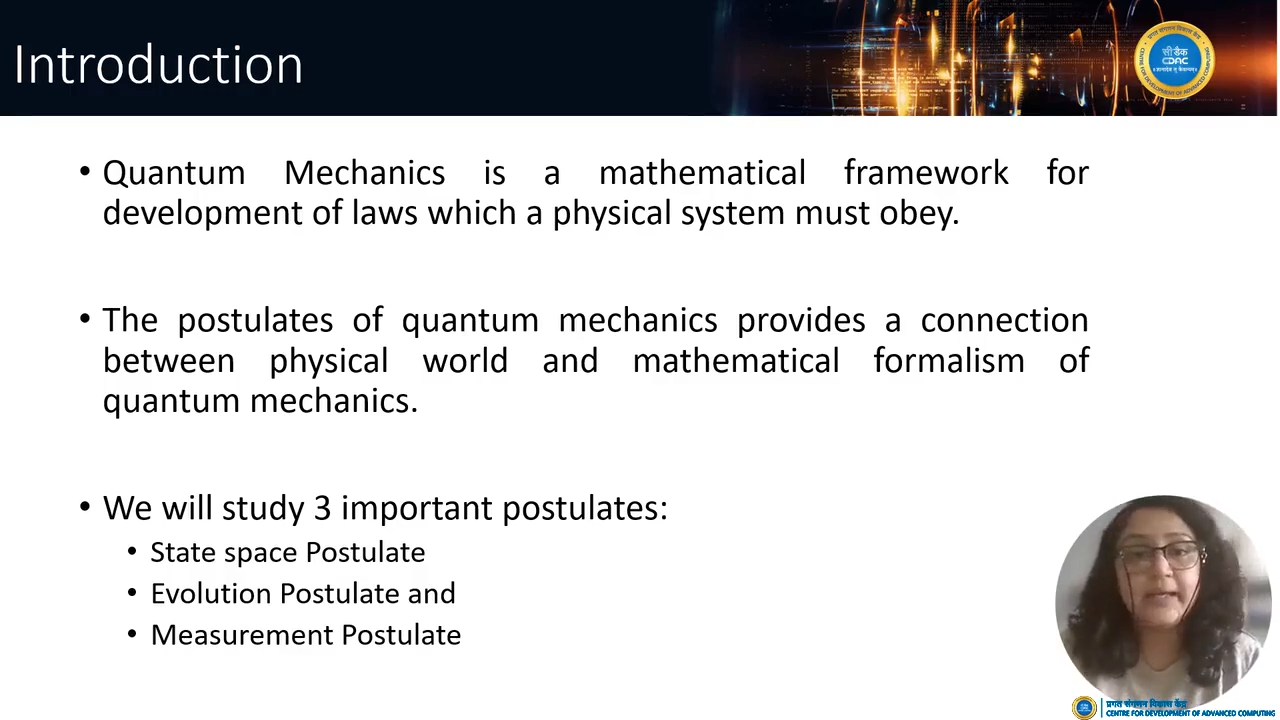 Introduction
सी डैक
CDAC
CENTRE FOR DEVELOPMENT OF ADVANCED COMPUTING
• Quantum Mechanics is a mathematical framework for
development of laws which a physical system must obey.
• The postulates of quantum mechanics provides a connection
between physical world and mathematical formalism of
quantum mechanics.
• We will study 3 important postulates:
• State space Postulate
• Evolution Postulate and
• Measurement Postulate
प्रगत संगणन विकास केंद्र
CENTRE FOR DEVELOPMENT OF ADVANCED COMPUTING